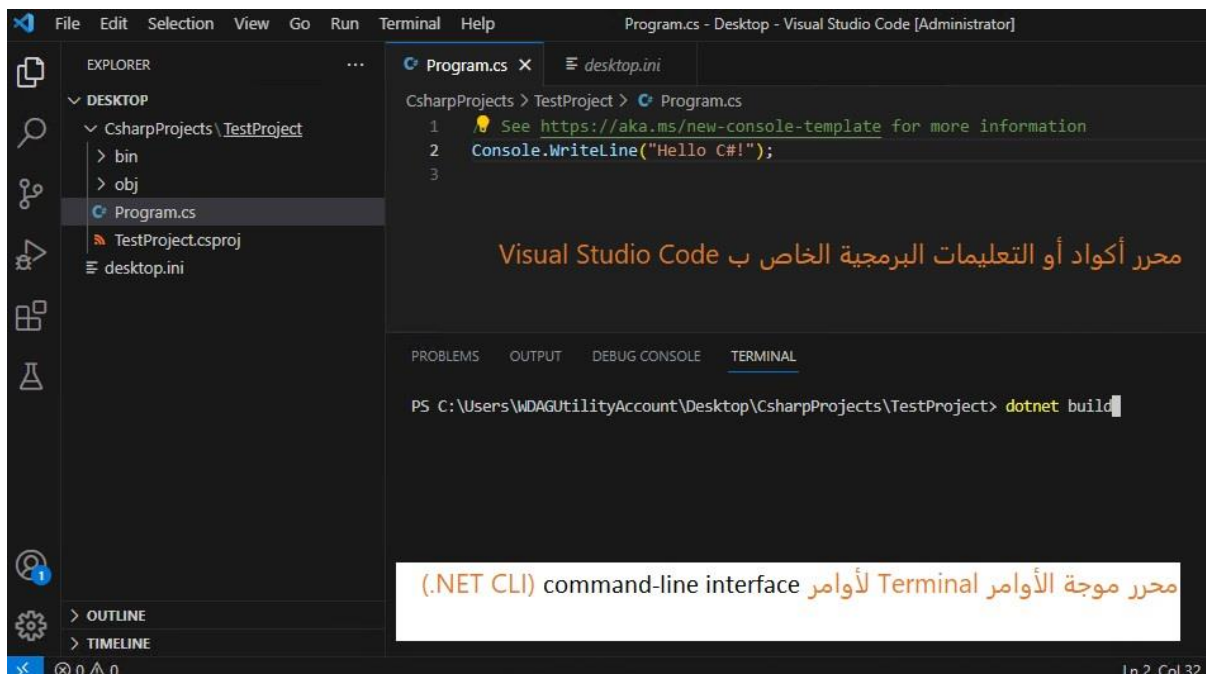 File Edit Selection View Go Run Terminal Help Program.cs - Desktop - Visual Studio Code [Administrator]
EXPLORER ...
DESKTOP
CsharpProjects\TestProject
bin
obj
Program.cs
TestProject.csproj
desktop.ini
OUTLINE
TIMELINE
Program.cs desktop.ini
CsharpProjects > TestProject > Program.cs
1 / See https://aka.ms/new-console-template for more information
2 Console.WriteLine("Hello C#!");
3
محرر أكواد أو التعليمات البرمجية الخاص ب Visual Studio Code
PROBLEMS OUTPUT DEBUG CONSOLE TERMINAL
PS C:\Users\WDAGUtilityAccount\Desktop\CsharpProjects\TestProject> dotnet build
محرر موجة الأوامر Terminal لأوامر command-line interface (.NET CLI)
1
0 0
Ln 2, Col 32